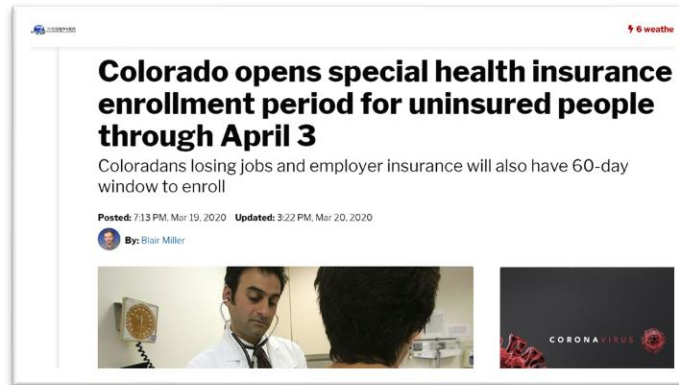 6 weathe
Colorado opens special health insurance
enrollment period for uninsured people
through April 3
Coloradans losing jobs and employer insurance will also have 60-day
window to enroll
Posted: 7:13 PM, Mar 19, 2020 Updated: 3:22 PM, Mar 20, 2020
By: Blair Miller
CORONAVIRUS